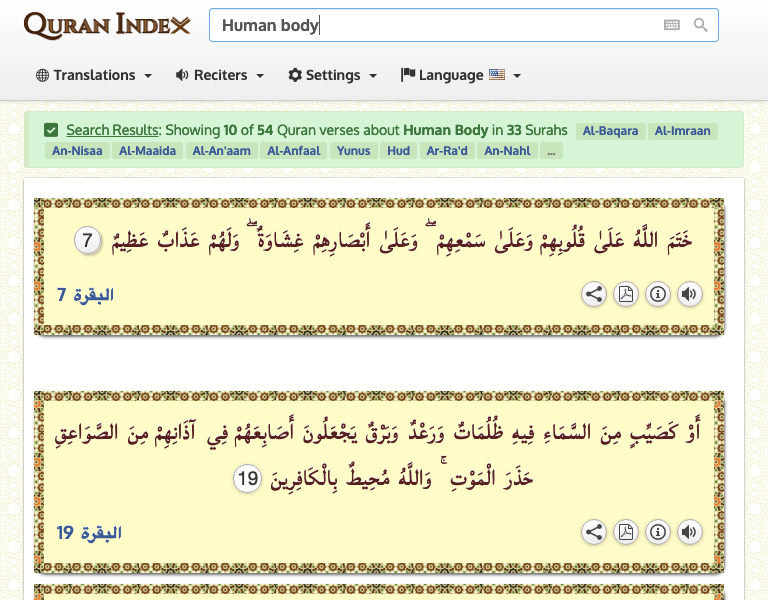 QURAN INDEX
Human body
Translations Reciters Settings Language
Search Results: Showing 10 of 54 Quran verses about Human Body in 33 Surahs Al-Baqara Al-Imraan
An-Nisaa Al-Maaida Al-An'aam Al-Anfaal Yunus Hud Ar-Ra'd An-Nahl ...
خَتَمَ اللَّهُ عَلَىٰ قُلُوبِهِمْ وَعَلَىٰ سَمْعِهِمْ ۖ وَعَلَىٰ أَبْصَارِهِمْ غِشَاوَةٌ ۖ وَلَهُمْ عَذَابٌ عَظِيمٌ 7
البقرة 7
أَوْ كَصَيِّبٍ مِنَ السَّمَاءِ فِيهِ ظُلُمَاتٌ وَرَعْدٌ وَبَرْقٌ يَجْعَلُونَ أَصَابِعَهُمْ فِي آذَانِهِمْ مِنَ الصَّوَاعِقِ
حَذَرَ الْمَوْتِ ۚ وَاللَّهُ مُحِيطٌ بِالْكَافِرِينَ 19
البقرة 19